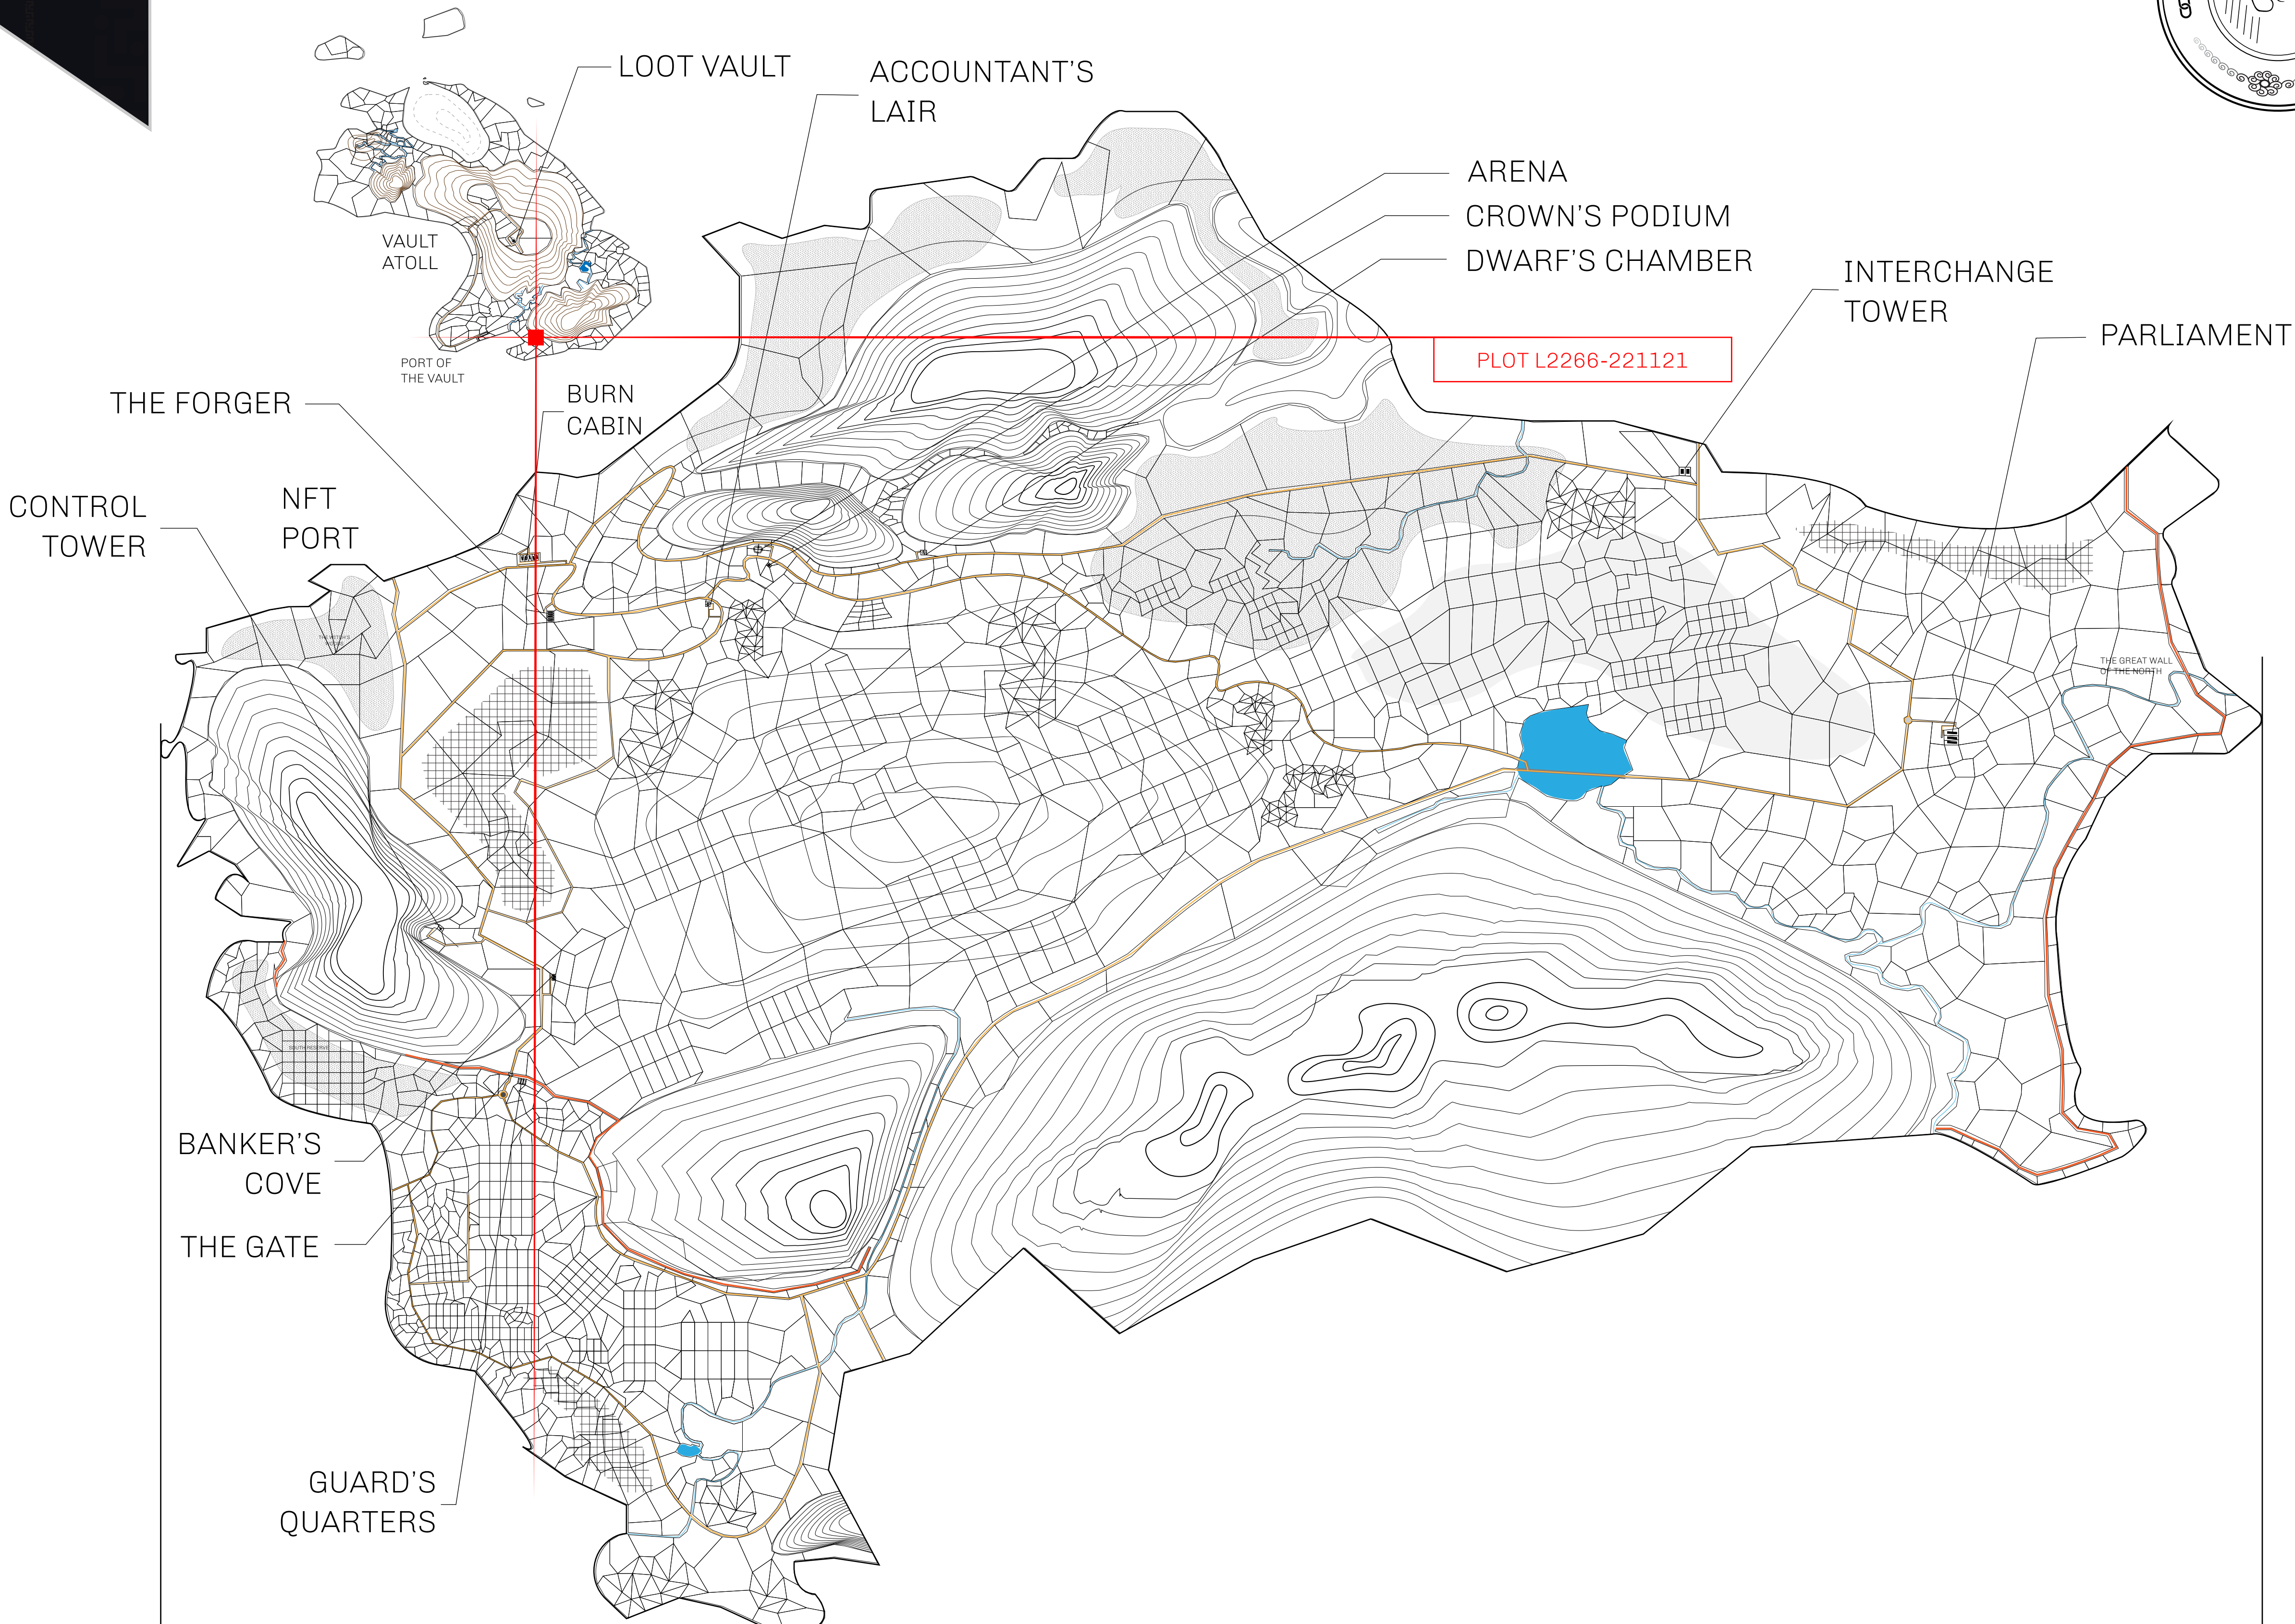 LOOT VAULT
ACCOUNTANT'S
LAIR
ARENA
CROWN'S PODIUM
DWARF'S CHAMBER
INTERCHANGE
TOWER
PARLIAMENT
VAULT
ATOLL
PORT OF
THE VAULT
PLOT L2266-221121
THE FORGER
BURN
CABIN
CONTROL
TOWER
NFT
PORT
THE GREAT WALL
OF THE NORTH
SOUTH RESERVE
BANKER'S
COVE
THE GATE
GUARD'S
QUARTERS